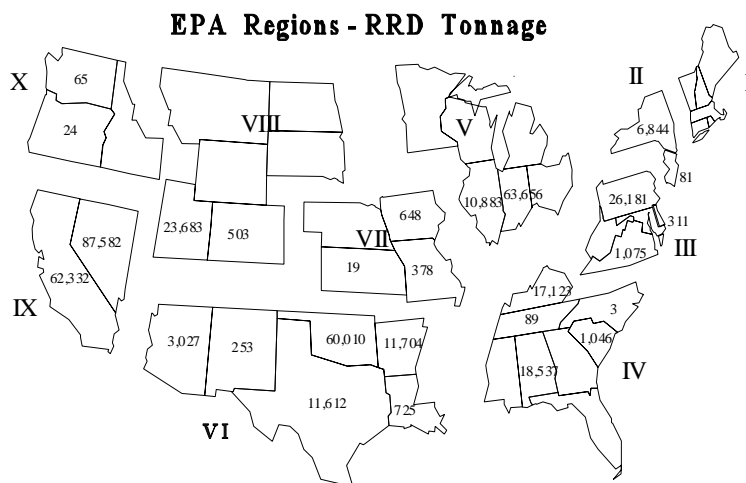 EPA Regions - RRD Tonnage
X
65
24
VIII
V
II
6,844
81
26,181
311
1,075
III
10,883
63,656
23,683
503
648
VII
19
378
87,582
62,332
IX
17,123
89
3
1,046
18,537
IV
3,027
253
60,010
11,704
11,612
725
VI